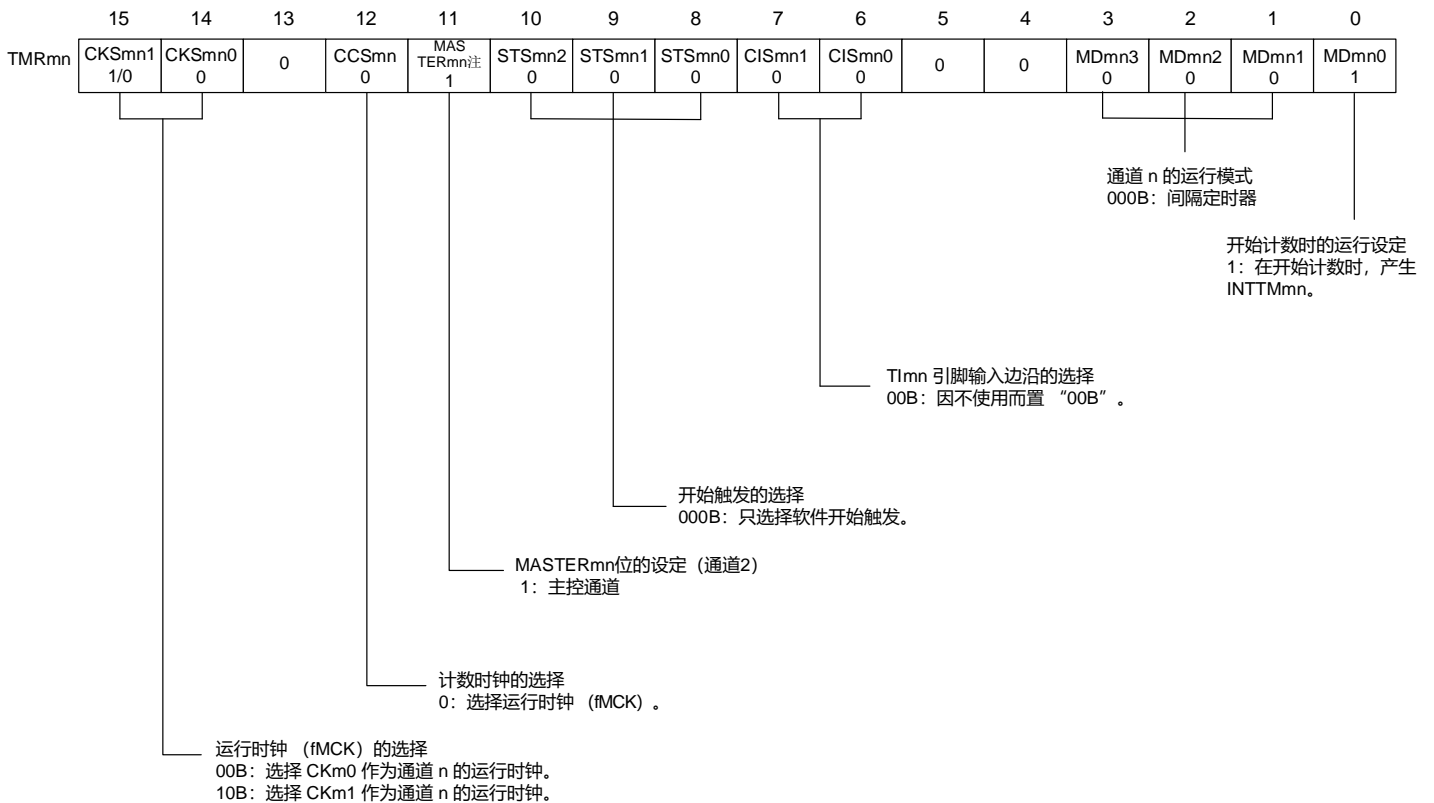 15 14 13 12 11 10 9 8 7 6 5 4 3 2 1 0
TMRmn
CKSmn1 CKSmn0 0 CCSmn MAS STSmn2 STSmn1 STSmn0 CISmn1 CISmn0 0 0 MDmn3 MDmn2 MDmn1 MDmn0
TERmn注
1/0 0 0 1 0 0 0 0 0 0 0 0 1
通道 n 的运行模式
000B：间隔定时器
开始计数时的运行设定
1：在开始计数时，产生
INTTMmn。
TImn 引脚输入边沿的选择
00B：因不使用而置 “00B”。
开始触发的选择
000B：只选择软件开始触发。
MASTERmn位的设定（通道2）
1：主控通道
计数时钟的选择
0：选择运行时钟 （fMCK）。
运行时钟 （fMCK）的选择
00B：选择 CKm0 作为通道 n 的运行时钟。
10B：选择 CKm1 作为通道 n 的运行时钟。